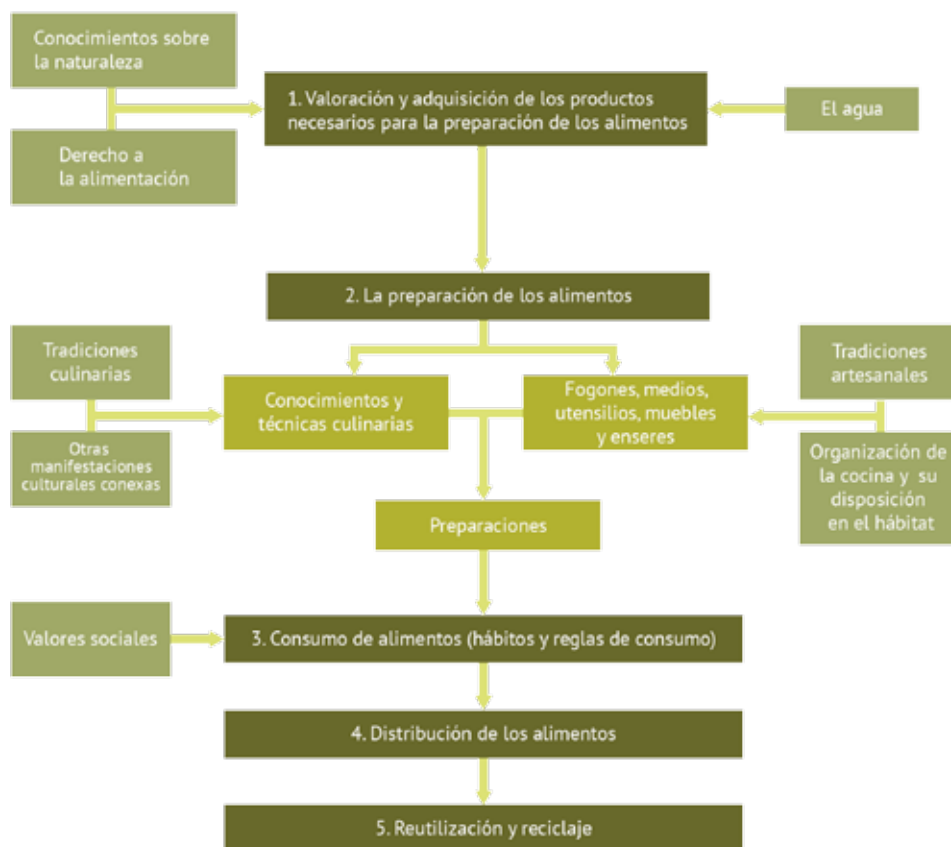 Conocimientos sobre
la naturaleza
1. Valoración y adquisición de los productos
necesarios para la preparación de los alimentos
El agua
Derecho a
la alimentación
2. La preparación de los alimentos
Tradiciones
culinarias
Tradiciones
artesanales
Conocimientos y
técnicas culinarias
Fogones, medios,
utensilios, muebles
y enseres
Otras
manifestaciones
culturales conexas
Organización de
la cocina y su
disposición
en el hábitat
Preparaciones
Valores sociales
3. Consumo de alimentos (hábitos y reglas de consumo)
4. Distribución de los alimentos
5. Reutilización y reciclaje